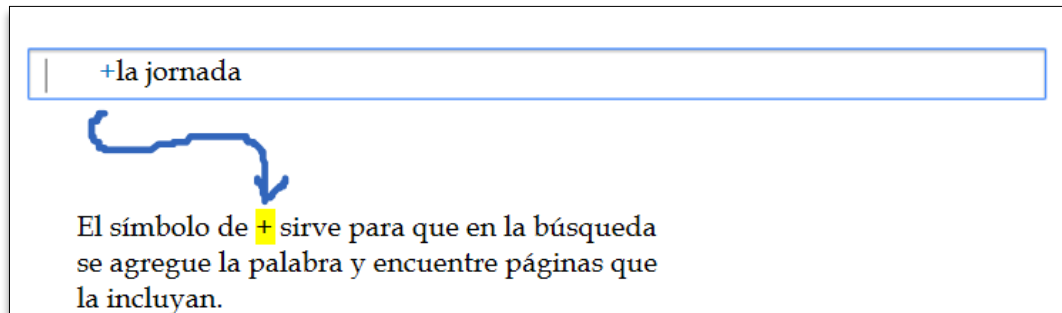 +la jornada
El símbolo de + sirve para que en la búsqueda
se agregue la palabra y encuentre páginas que
la incluyan.